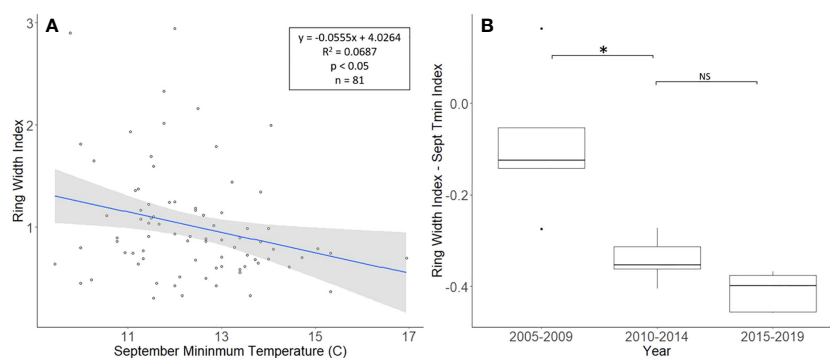 A
B
y = -0.0555x + 4.0264
R² = 0.0687
p < 0.05
n = 81
3
2
1
Ring Width Index
11
13
15
17
September Mininmum Temperature (C)
*
NS
0.0
-0.2
-0.4
Ring Width Index - Sept Tmin Index
2005-2009
2010-2014
2015-2019
Year